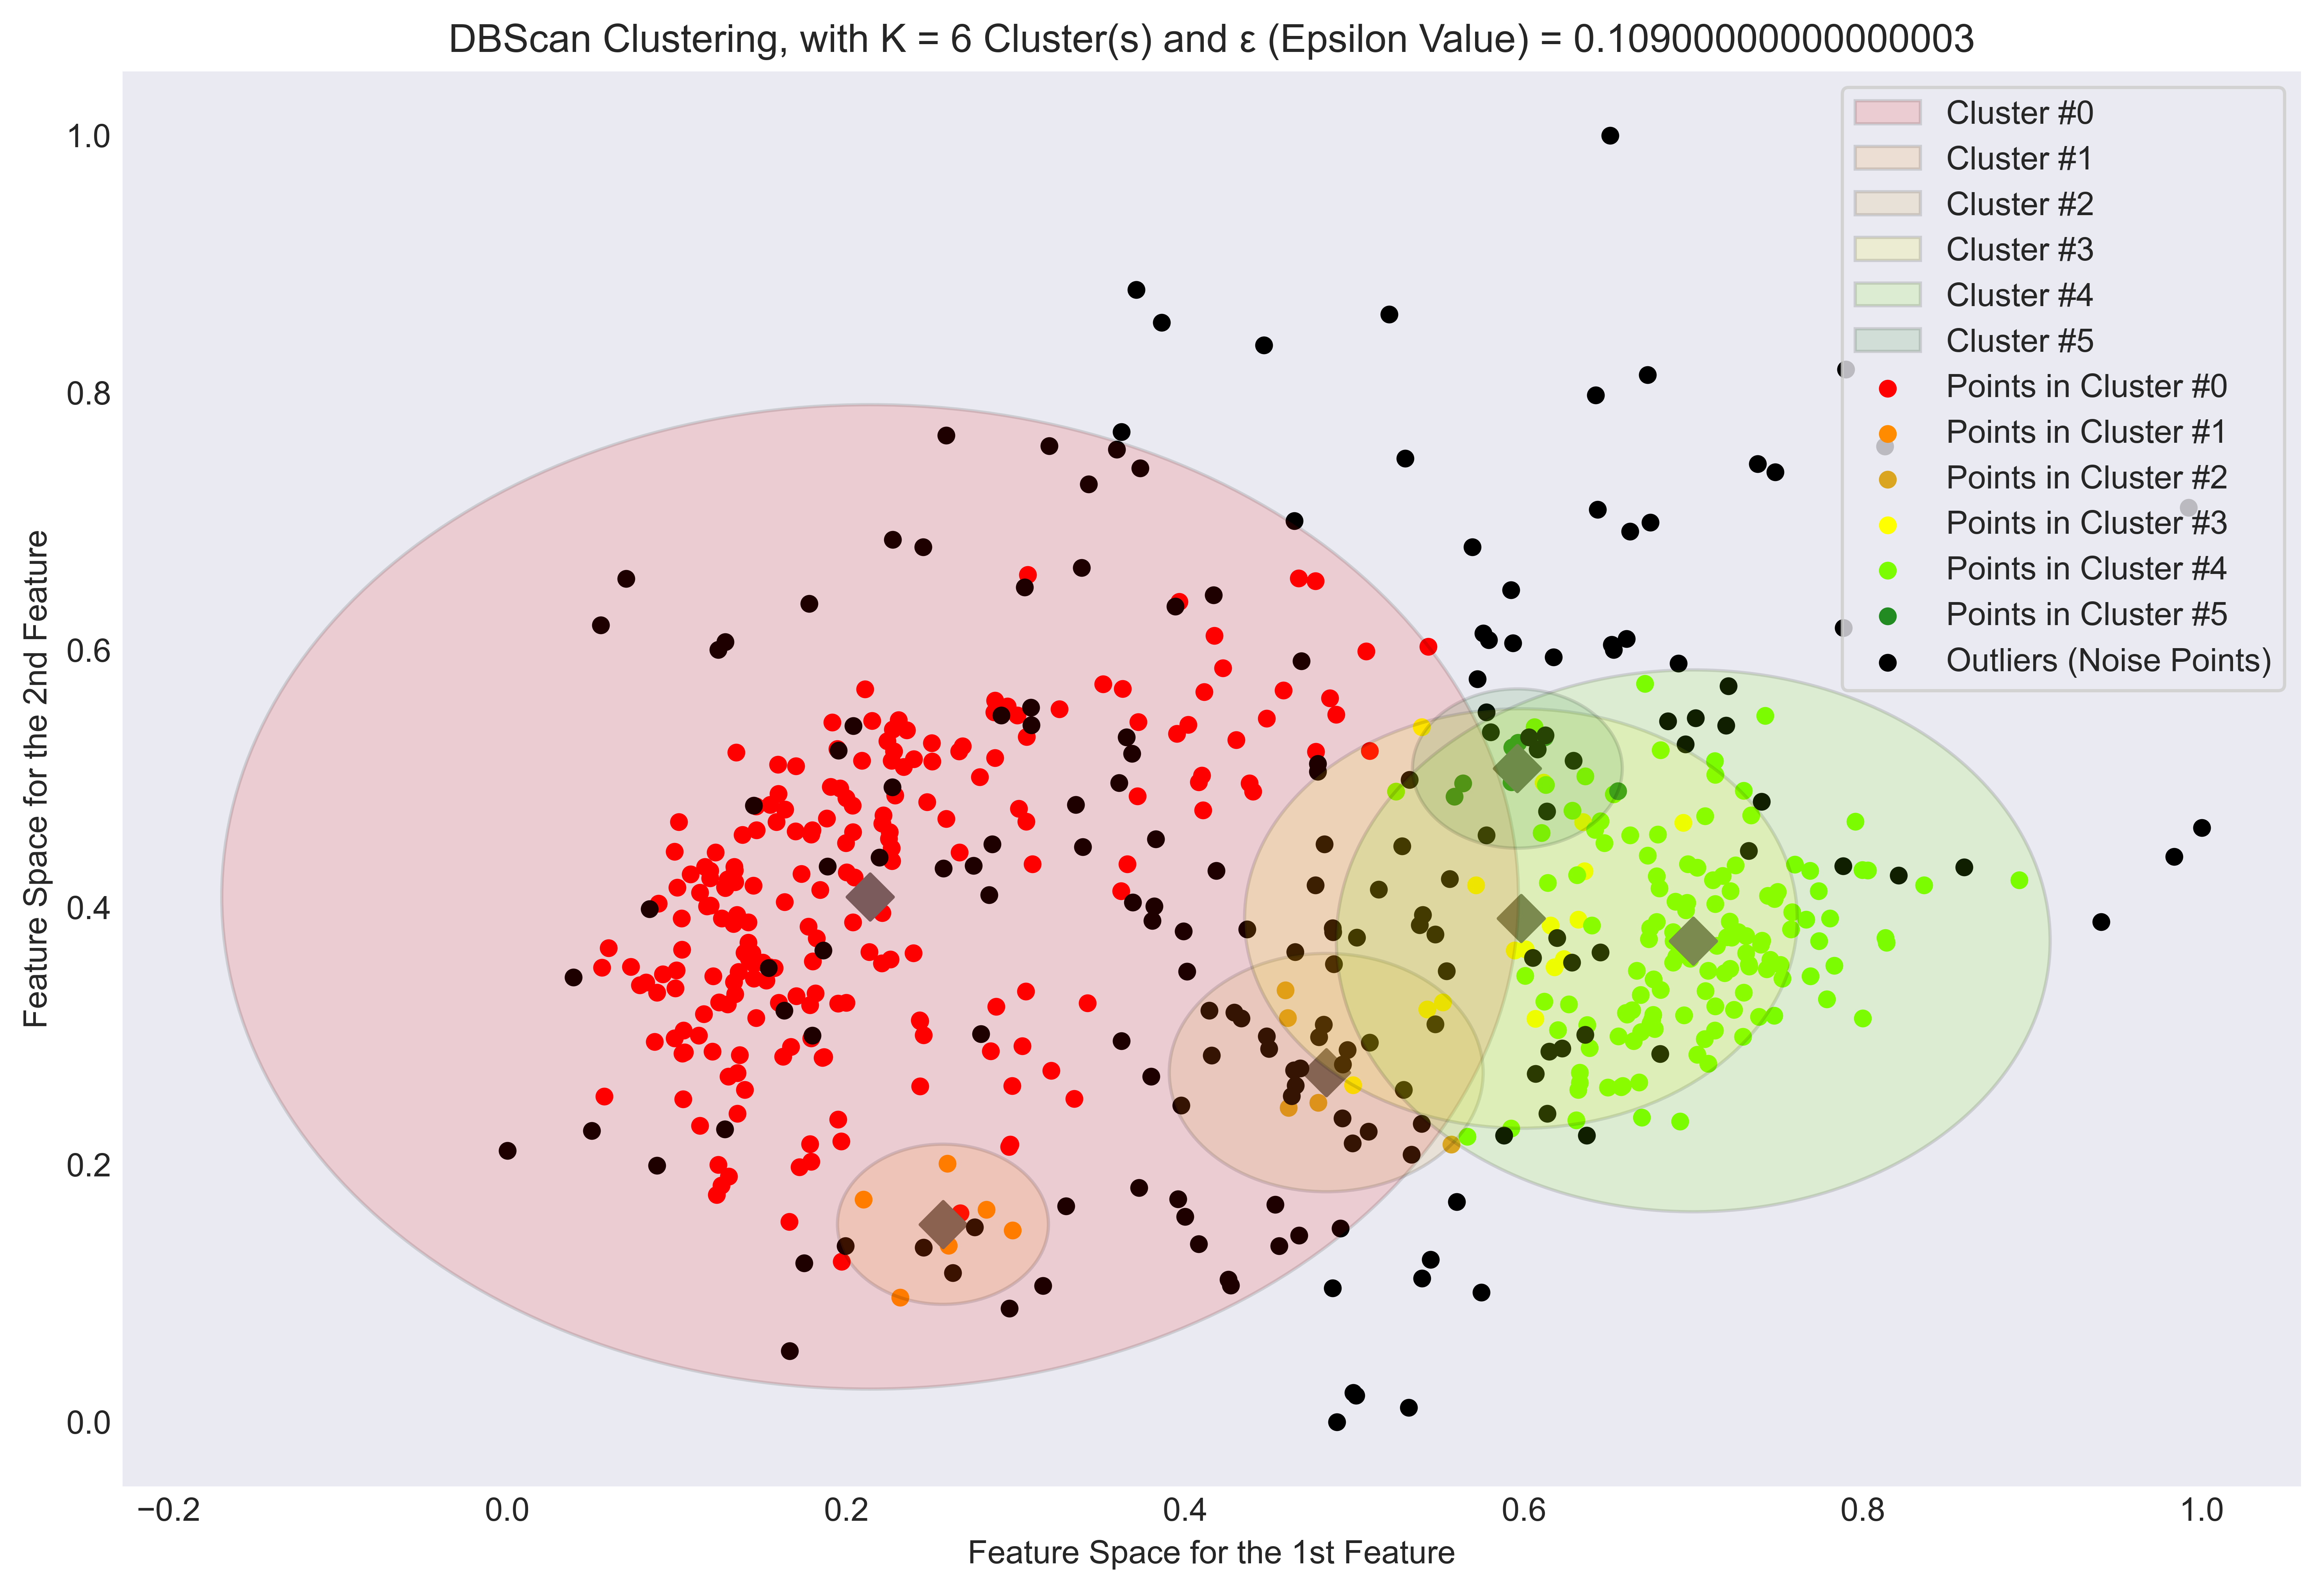 DBScan Clustering, with K = 6 Cluster(s) and ε (Epsilon Value) = 0.10900000000000003
Cluster #0
Cluster #1
Cluster #2
Cluster #3
Cluster #4
Cluster #5
Points in Cluster #0
Points in Cluster #1
Points in Cluster #2
Points in Cluster #3
Points in Cluster #4
Points in Cluster #5
Outliers (Noise Points)
Feature Space for the 2nd Feature
1.0
0.8
0.6
0.4
0.2
0.0
−0.2 0.0 0.2 0.4 0.6 0.8 1.0
Feature Space for the 1st Feature